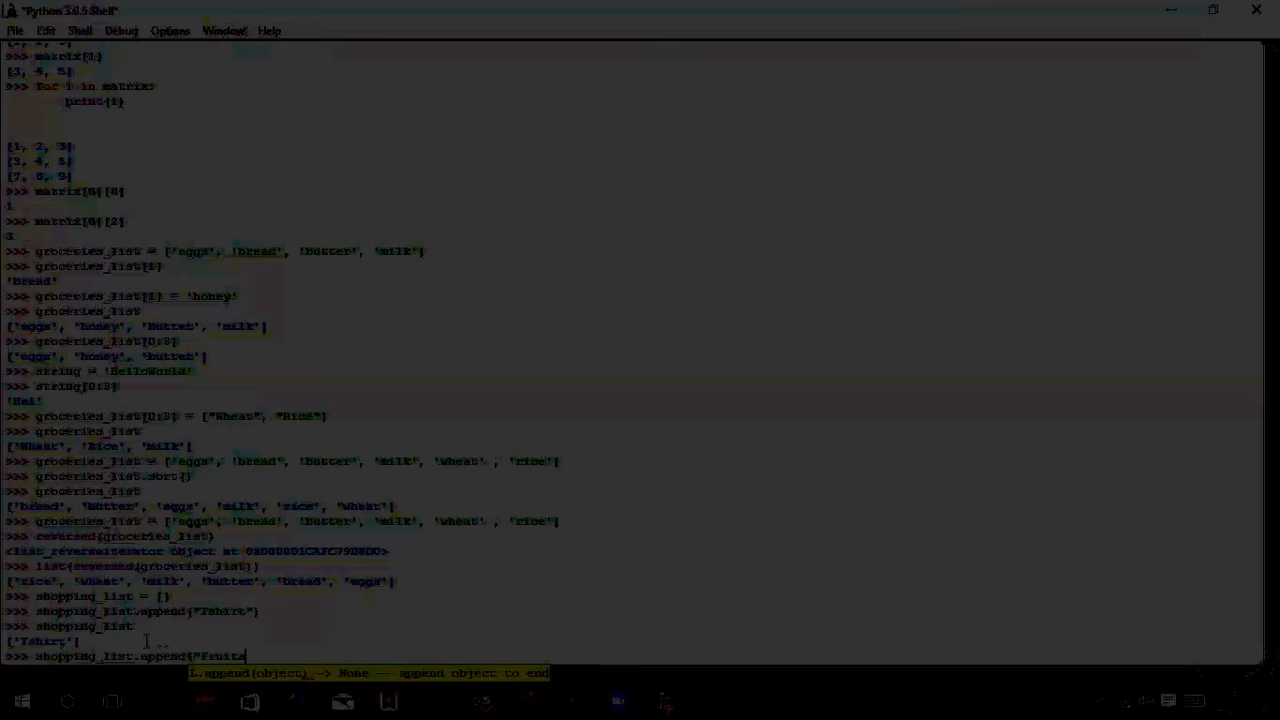 *Python 3.6.5 Shell*
File Edit Shell Debug Options Window Help
>>> matrix[1]
[3, 4, 5]
>>> for i in matrix:
print(i)
[1, 2, 3]
[3, 4, 5]
[7, 8, 9]
>>> matrix[0][0]
1
>>> matrix[0][2]
3
>>> groceries_list = ['eggs', 'bread', 'butter', 'milk']
>>> groceries_list[1]
'bread'
>>> groceries_list[1] = 'honey'
>>> groceries_list
['eggs', 'honey', 'butter', 'milk']
>>> groceries_list[0:3]
['eggs', 'honey', 'butter']
>>> string = 'HelloWorld'
>>> string[0:3]
'Hel'
>>> groceries_list[0:3] = ["Wheat", "Rice"]
>>> groceries_list
['Wheat', 'Rice', 'milk']
>>> groceries_list = ['eggs', 'bread', 'butter', 'milk', 'wheat' , 'rice']
>>> groceries_list.sort()
>>> groceries_list
['bread', 'butter', 'eggs', 'milk', 'rice', 'wheat']
>>> groceries_list = ['eggs', 'bread', 'butter', 'milk', 'wheat' , 'rice']
>>> reversed(groceries_list)
<list_reverseiterator object at
>>> list(reversed(groceries_list))
['rice', 'wheat', 'milk', 'butter', 'bread', 'eggs']
>>> shopping_list = []
>>> shopping_list.append("Tshirt")
>>> shopping_list
['Tshirt']
>>> shopping_list.append("Fruits
L.append(object) -> None -- append object to end